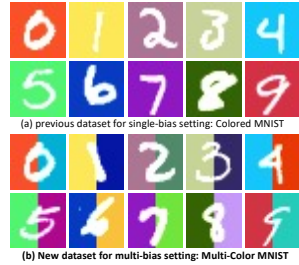 0 1 2 3 4
5 6 7 8 9
(a) previous dataset for single-bias setting: Colored MNIST
0 1 2 3 4
5 6 7 8 9
(b) New dataset for multi-bias setting: Multi-Color MNIST